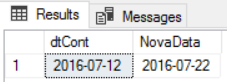 Results Messages
dtCont NovaData
1 2016-07-12 2016-07-22